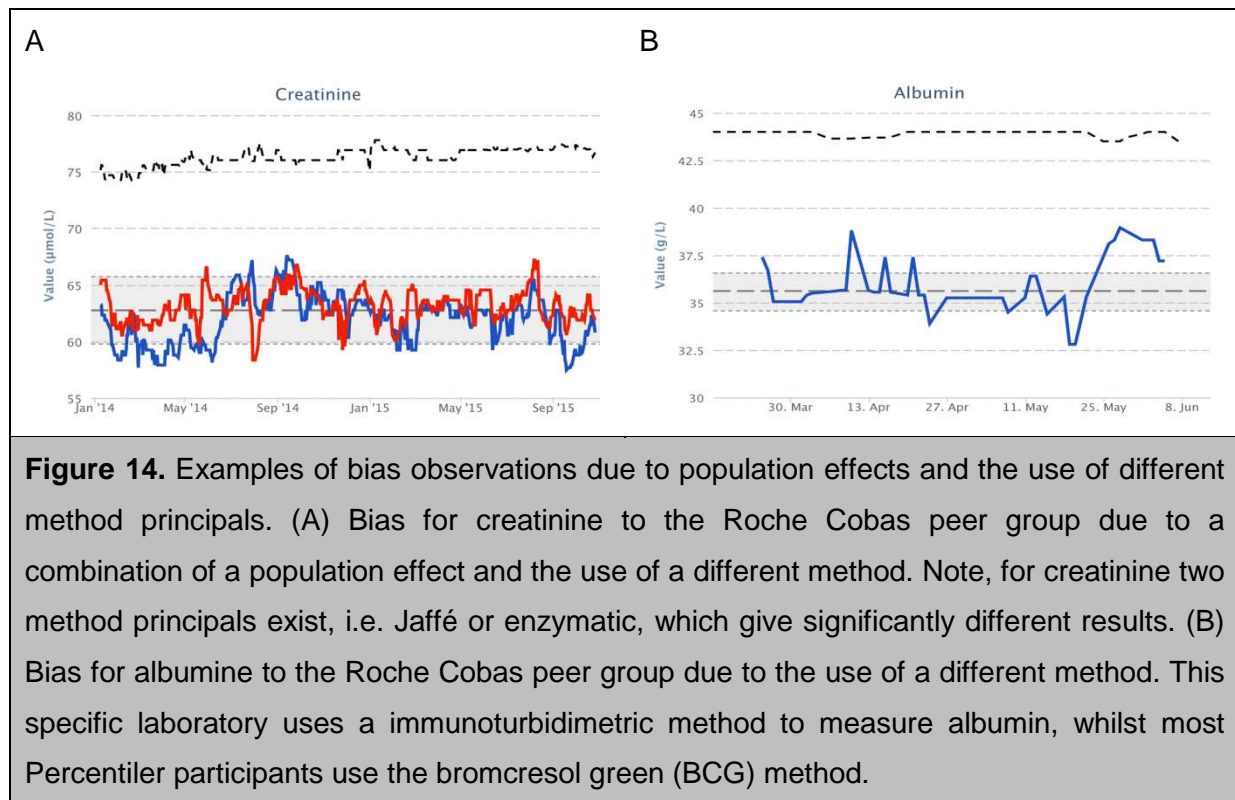 A
B
Creatinine
Albumin
80
75
70
65
60
55
Value (µmol/L)
Jan '14
May '14
Sep '14
Jan '15
May '15
Sep '15
45
42.5
40
37.5
35
32.5
30
Value (g/L)
30. Mar
13. Apr
27. Apr
11. May
25. May
8. Jun
Figure 14. Examples of bias observations due to population effects and the use of different
method principals. (A) Bias for creatinine to the Roche Cobas peer group due to a
combination of a population effect and the use of a different method. Note, for creatinine two
method principals exist, i.e. Jaffé or enzymatic, which give significantly different results. (B)
Bias for albumine to the Roche Cobas peer group due to the use of a different method. This
specific laboratory uses a immunoturbidimetric method to measure albumin, whilst most
Percentiler participants use the bromcresol green (BCG) method.